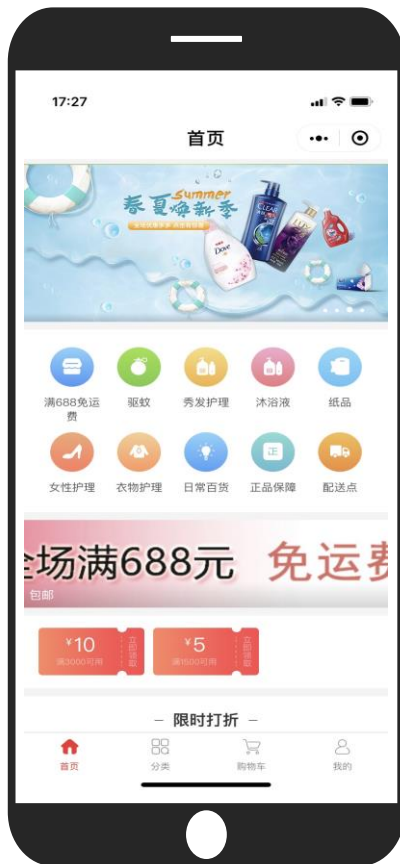 17:27
首页
春夏焕新季
Summer
CLEAR
LUX
Dove
满688免运费
驱蚊
秀发护理
沐浴液
纸品
女性护理
衣物护理
日常百货
正
正品保障
配送点
全场满688元 免运费
包邮
¥10
满3000可用
立即领取
¥5
满1500可用
立即领取
– 限时打折 –
首页
分类
购物车
我的